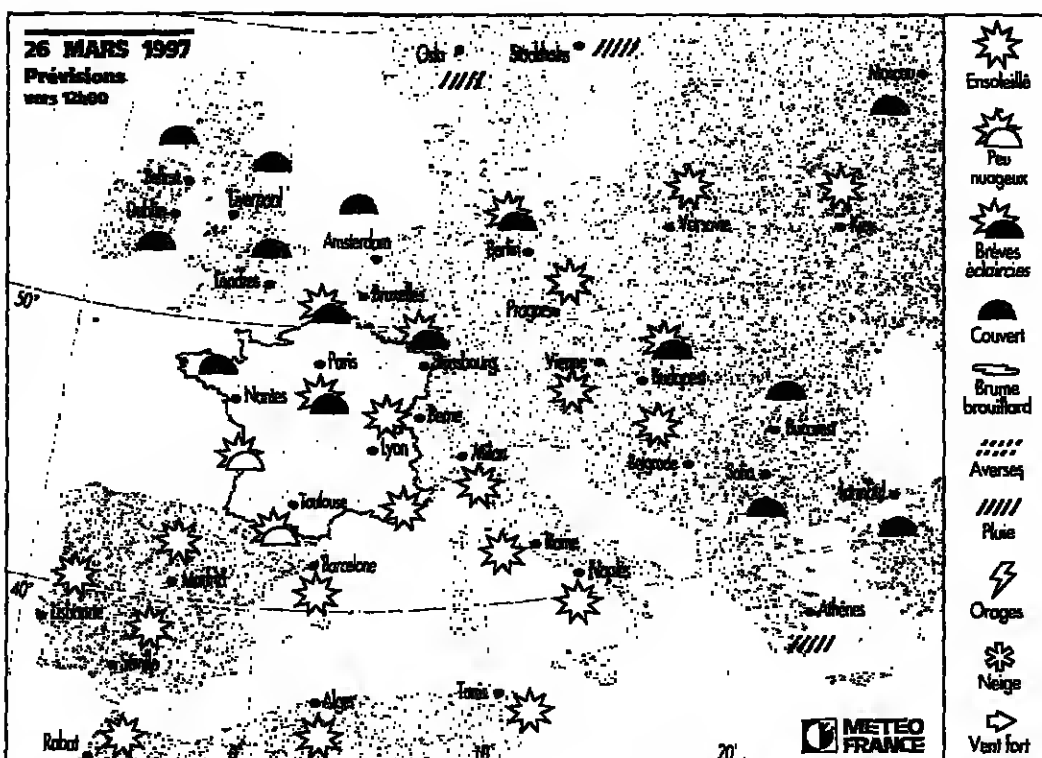 26 MARS 1997
Prévisions
vers 12h00
Oslo
Stockholm
Moscou
Belfast
Dublin
Liverpool
Amsterdam
Londres
Bruxelles
Berlin
Varsovie
Kiev
Prague
50°
Paris
Strasbourg
Vienne
Budapest
Nantes
Berne
Lyon
Milan
Belgrade
Bucarest
Sofia
Istanbul
Toulouse
Barcelone
Rome
Naples
Madrid
40°
Lisbonne
Séville
Athènes
Alger
Tunis
Rabat
0°
10°
20°
METEO
FRANCE
Ensoleillé
Peu
nuageux
Brèves
éclaircies
Couvert
Brume
brouillard
Averses
Pluie
Orages
Neige
Vent fort